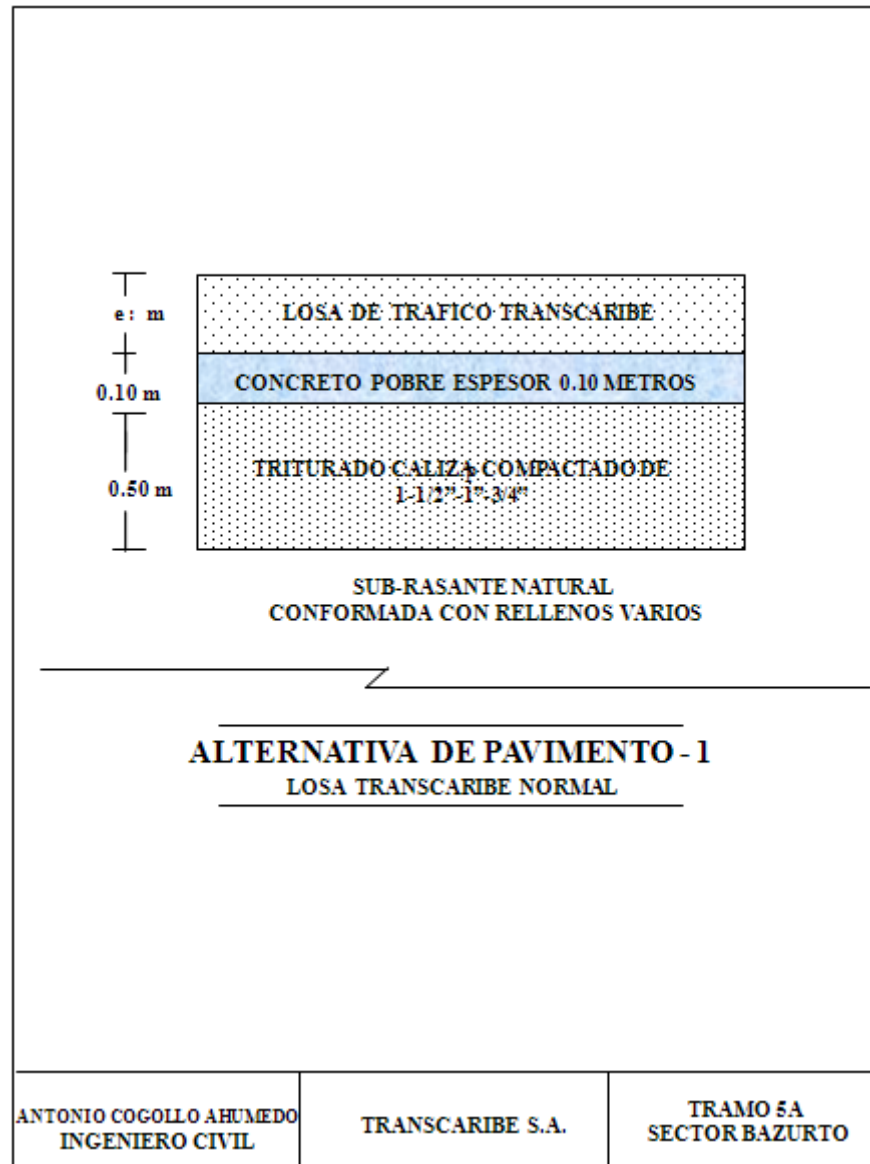 e: m
LOSA DE TRAFICO TRANSCARIBE
0.10 m
CONCRETO POBRE ESPESOR 0.10 METROS
0.50 m
TRITURADO CALIZA COMPACTADO DE
1-1/2”-1”-3/4”
SUB-RASANTE NATURAL
CONFORMADA CON RELLENOS VARIOS
ALTERNATIVA DE PAVIMENTO - 1
LOSA TRANSCARIBE NORMAL
ANTONIO COGOLLO AHUMEDO
INGENIERO CIVIL
TRANSCARIBE S.A.
TRAMO 5A
SECTOR BAZURTO